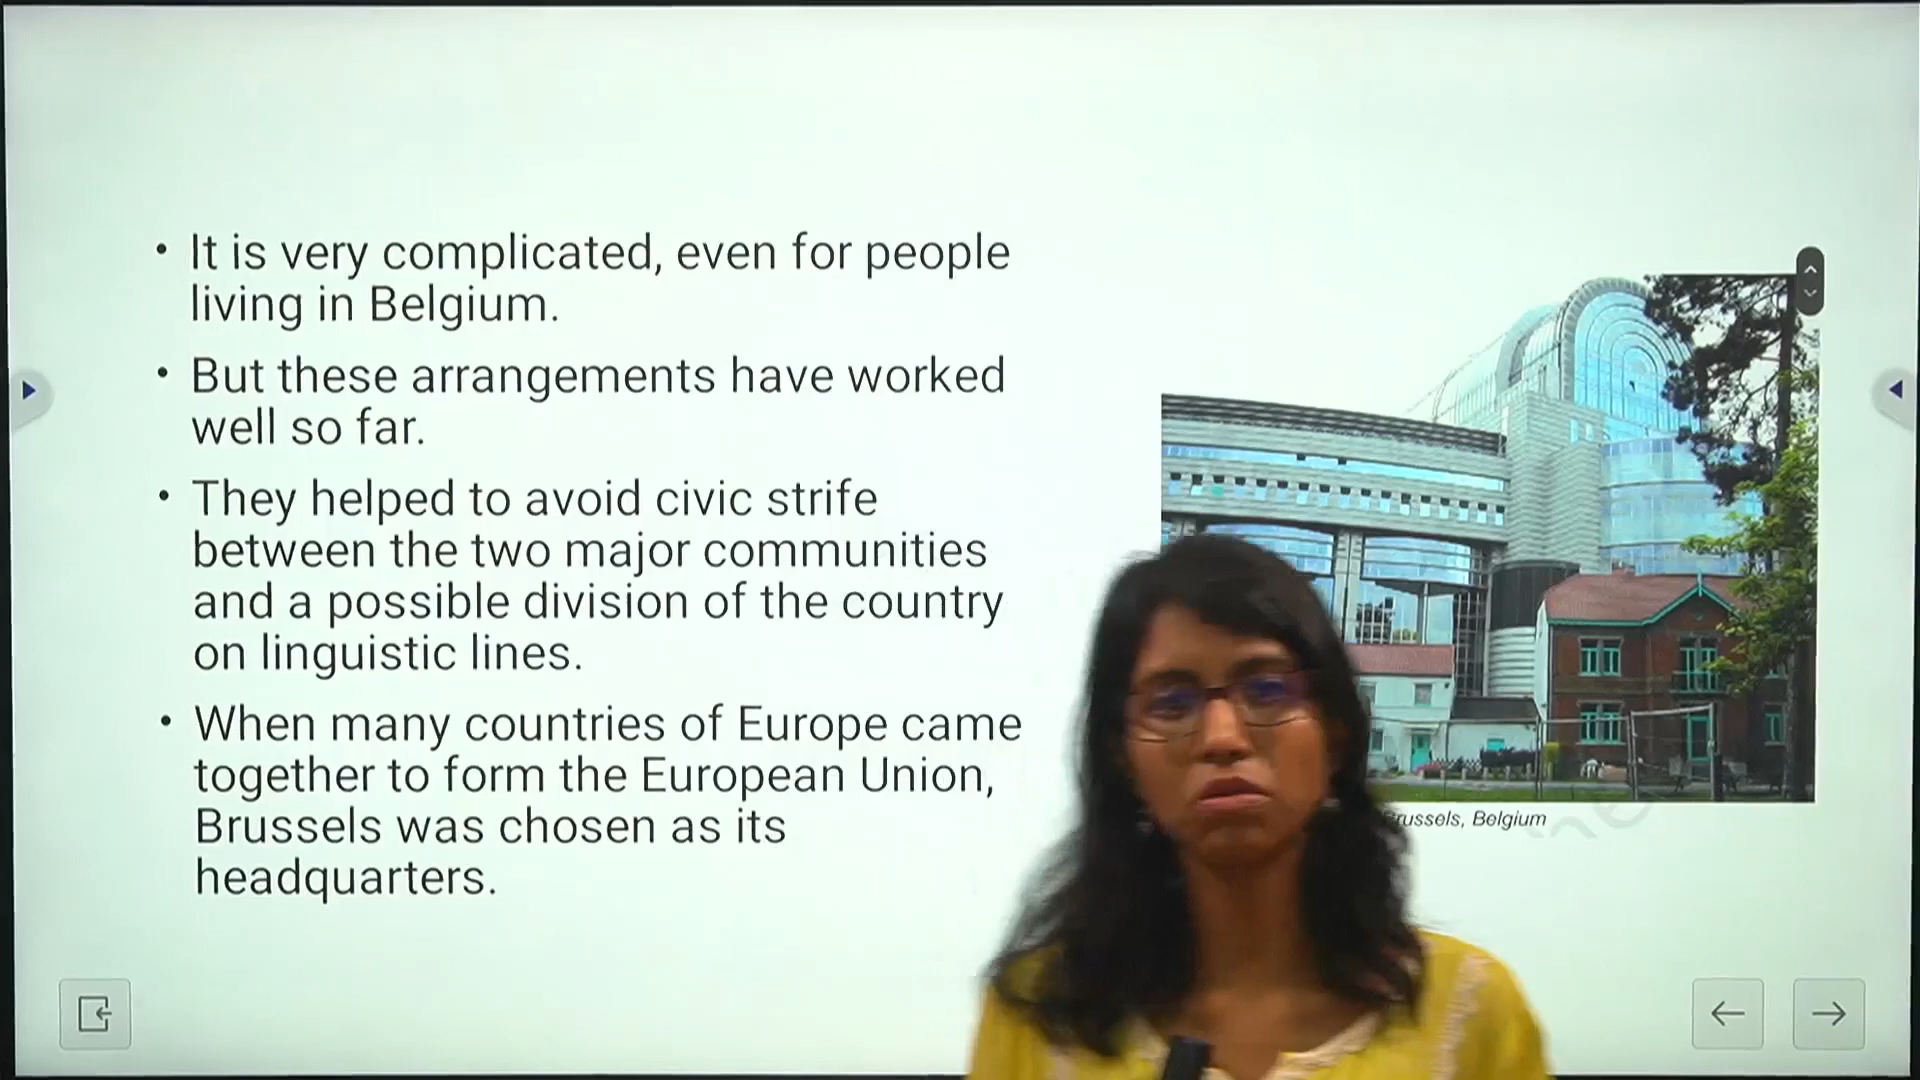 • It is very complicated, even for people
living in Belgium.
• But these arrangements have worked
well so far.
• They helped to avoid civic strife
between the two major communities
and a possible division of the country
on linguistic lines.
• When many countries of Europe came
together to form the European Union,
Brussels was chosen as its
headquarters.
Brussels, Belgium